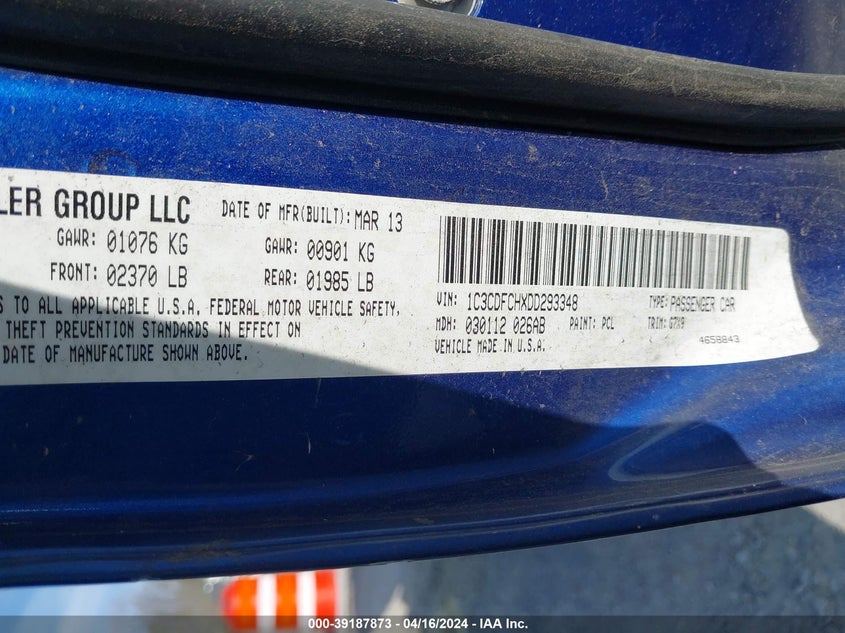 LER GROUP LLC DATE OF MFR(BUILT): MAR 13
GAWR: 01076 KG GAWR: 00901 KG
FRONT: 02370 LB REAR: 01985 LB
TO ALL APPLICABLE U.S.A. FEDERAL MOTOR VEHICLE SAFETY,
THEFT PREVENTION STANDARDS IN EFFECT ON
DATE OF MANUFACTURE SHOWN ABOVE.
VIN: 1C3CDFCHXDD293348 TYPE: PASSENGER CAR
MDH: 030112 026AB PAINT: PCL TRIM: G7X9
VEHICLE MADE IN U.S.A. 4658843
000-39187873 - 04/16/2024 - IAA Inc.